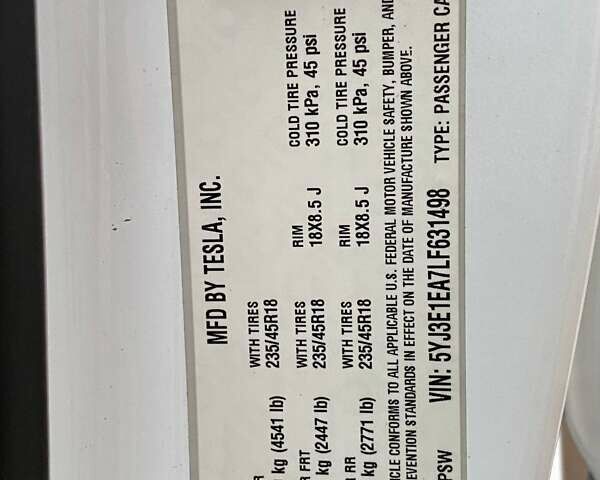 MFD BY TESLA, INC.
WITH TIRES
235/45R18
kg (4541 lb)
FRT WITH TIRES RIM COLD TIRE PRESSURE
kg (2447 lb) 235/45R18 18X8.5 J 310 kPa, 45 psi
RR WITH TIRES RIM COLD TIRE PRESSURE
kg (2771 lb) 235/45R18 18X8.5 J 310 kPa, 45 psi
ICLE CONFORMS TO ALL APPLICABLE U.S. FEDERAL MOTOR VEHICLE SAFETY, BUMPER, AND
EVENTION STANDARDS IN EFFECT ON THE DATE OF MANUFACTURE SHOWN ABOVE.
PSW VIN: 5YJ3E1EA7LF631498 TYPE: PASSENGER CA